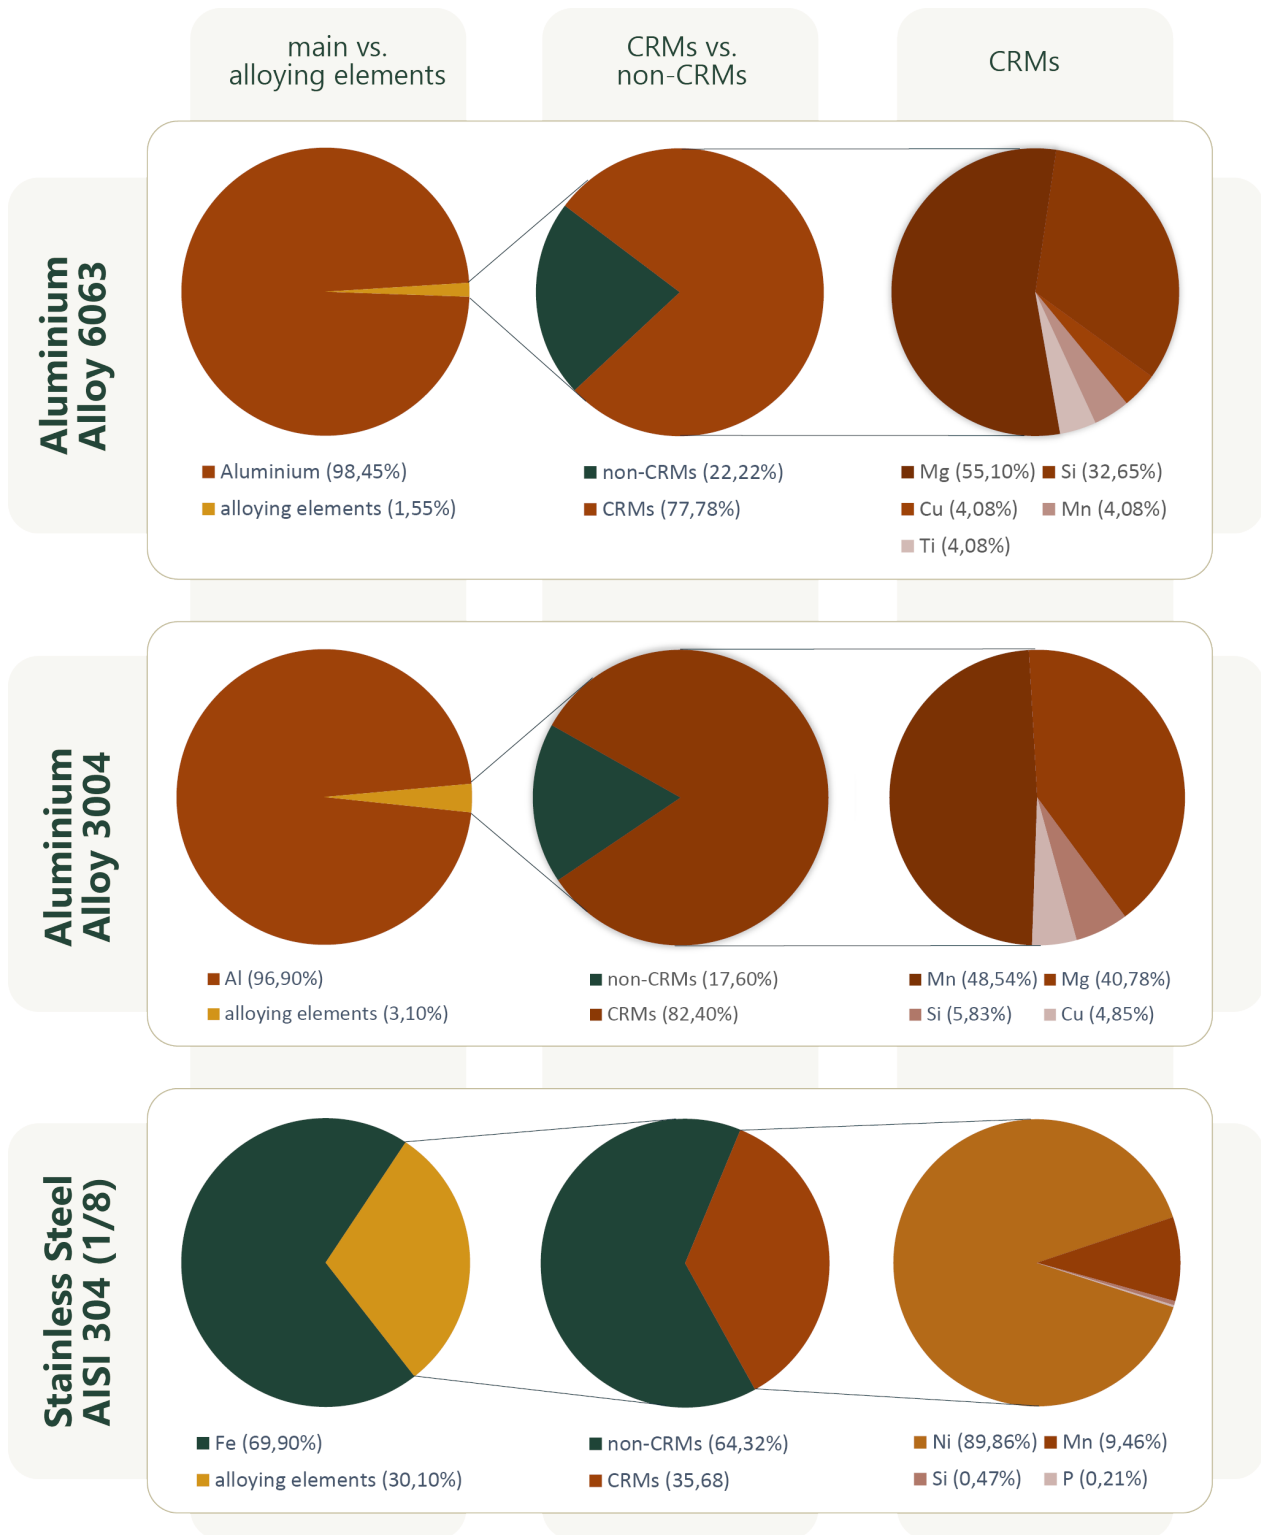 main vs.
alloying elements
CRMs vs.
non-CRMs
CRMs
Aluminium
Alloy 6063
Aluminium (98,45%)
alloying elements (1,55%)
non-CRMs (22,22%)
CRMs (77,78%)
Mg (55,10%) Si (32,65%)
Cu (4,08%) Mn (4,08%)
Ti (4,08%)
Aluminium
Alloy 3004
Al (96,90%)
alloying elements (3,10%)
non-CRMs (17,60%)
CRMs (82,40%)
Mn (48,54%) Mg (40,78%)
Si (5,83%) Cu (4,85%)
Stainless Steel
AISI 304 (1/8)
Fe (69,90%)
alloying elements (30,10%)
non-CRMs (64,32%)
CRMs (35,68)
Ni (89,86%) Mn (9,46%)
Si (0,47%) P (0,21%)